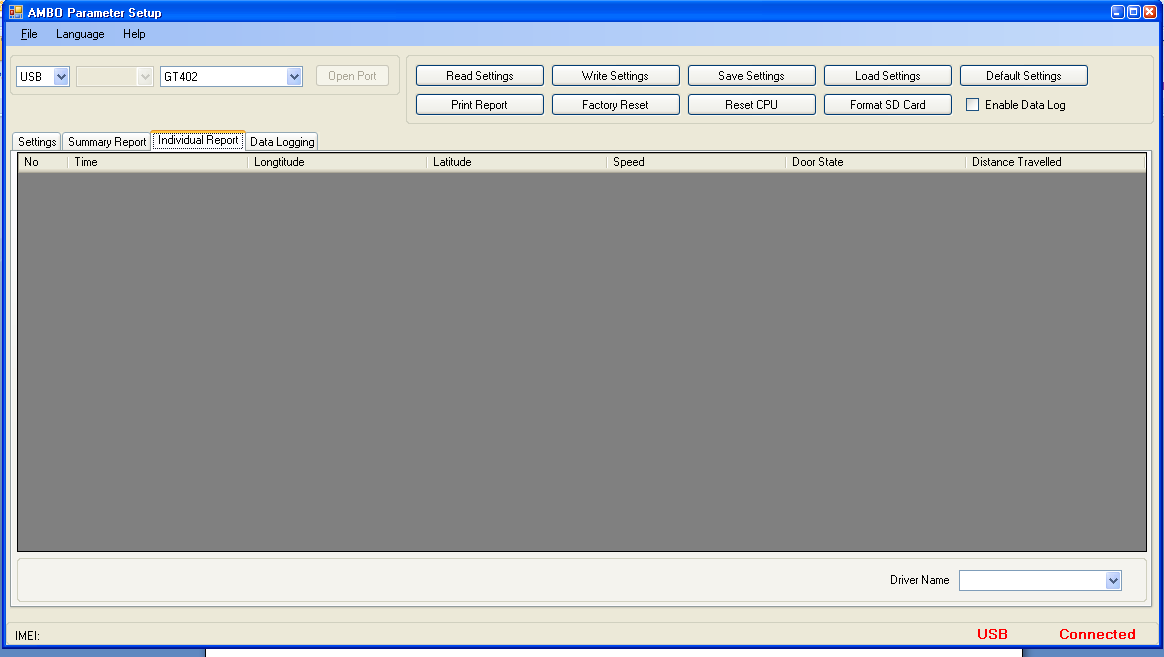 AMBO Parameter Setup
File Language Help
USB GT402 Open Port Read Settings Write Settings Save Settings Load Settings Default Settings
Print Report Factory Reset Reset CPU Format SD Card Enable Data Log
Settings Summary Report Individual Report Data Logging
No Time Longtitude Latitude Speed Door State Distance Travelled
Driver Name
IMEI: USB Connected